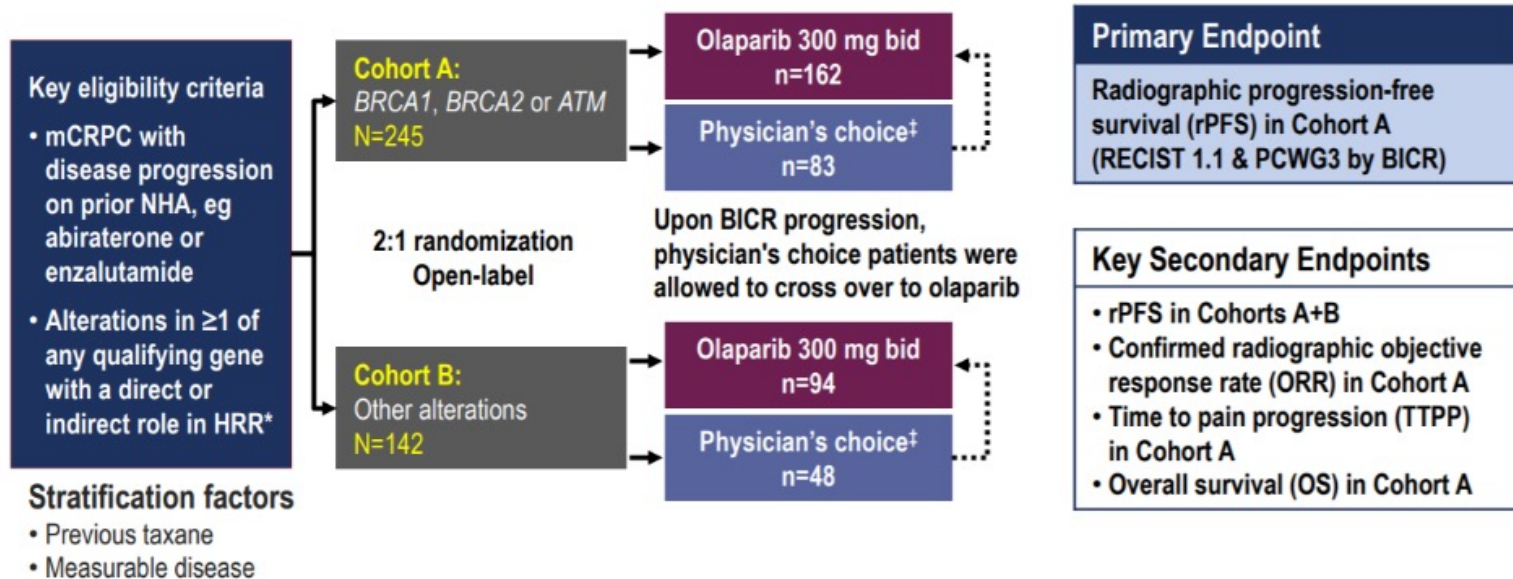 Key eligibility criteria
• mCRPC with
disease progression
on prior NHA, eg
abiraterone or
enzalutamide
• Alterations in ≥1 of
any qualifying gene
with a direct or
indirect role in HRR*
Stratification factors
• Previous taxane
• Measurable disease
Cohort A:
BRCA1, BRCA2 or ATM
N=245
2:1 randomization
Open-label
Cohort B:
Other alterations
N=142
Olaparib 300 mg bid
n=162
Physician’s choice‡
n=83
Upon BICR progression,
physician's choice patients were
allowed to cross over to olaparib
Olaparib 300 mg bid
n=94
Physician’s choice‡
n=48
Primary Endpoint
Radiographic progression-free
survival (rPFS) in Cohort A
(RECIST 1.1 & PCWG3 by BICR)
Key Secondary Endpoints
• rPFS in Cohorts A+B
• Confirmed radiographic objective
response rate (ORR) in Cohort A
• Time to pain progression (TTPP)
in Cohort A
• Overall survival (OS) in Cohort A